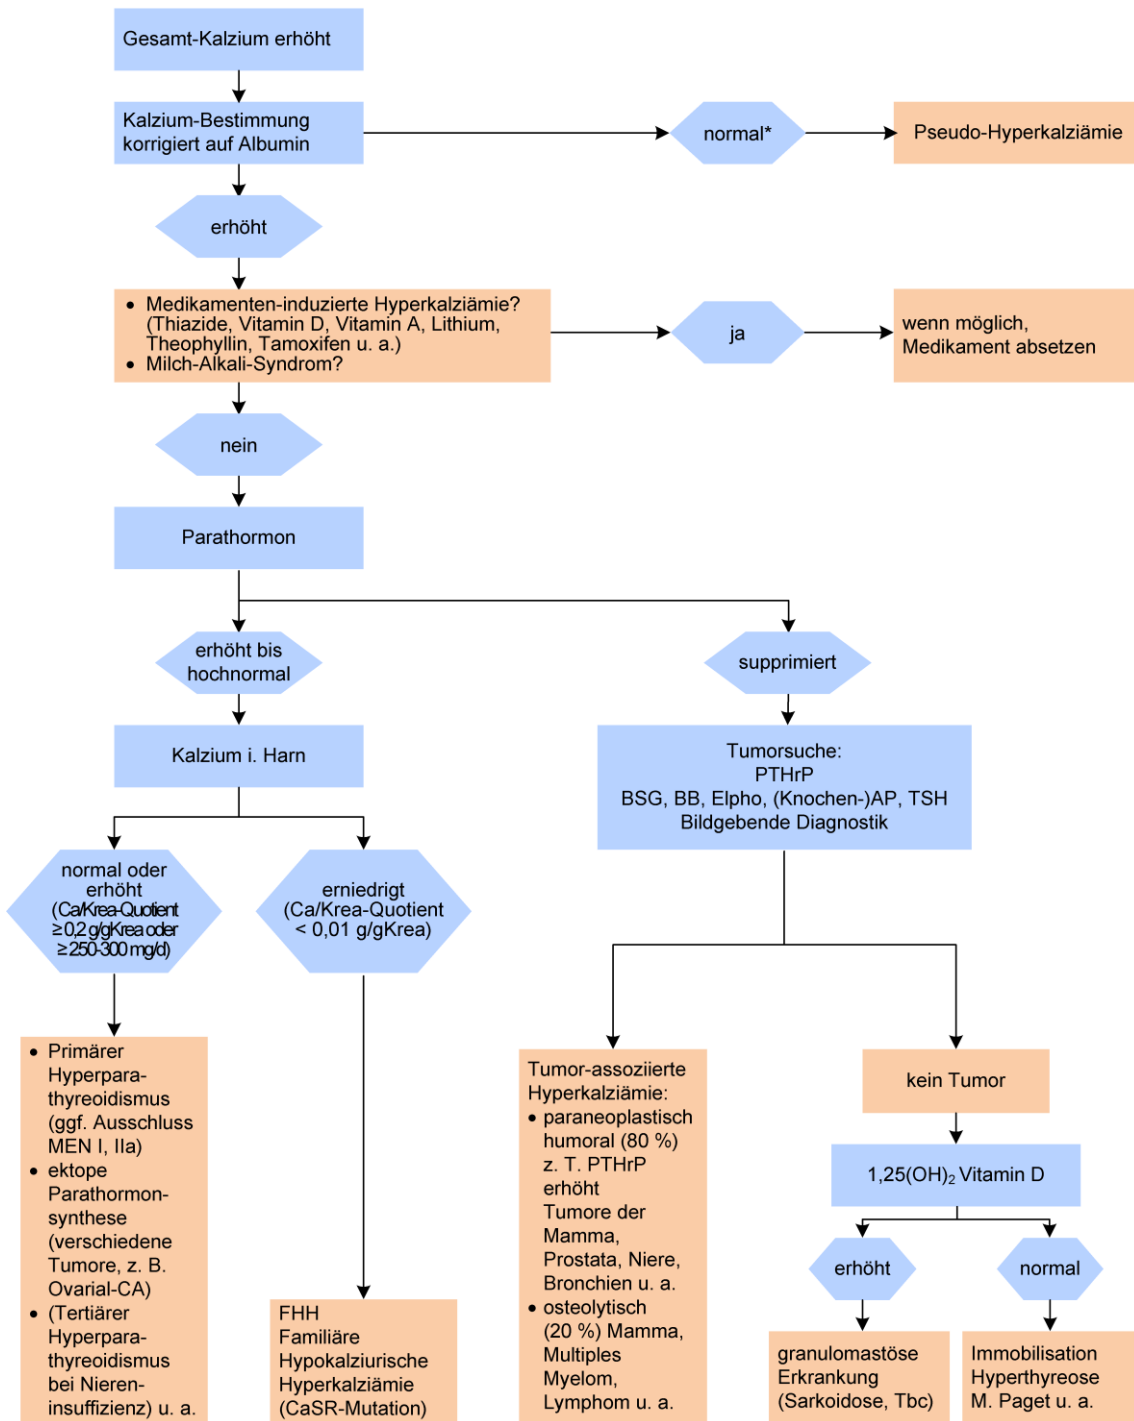 Gesamt-Kalzium erhöht
Kalzium-Bestimmung
korrigiert auf Albumin
normal*
Pseudo-Hyperkalziämie
erhöht
• Medikamenten-induzierte Hyperkalziämie?
(Thiazide, Vitamin D, Vitamin A, Lithium,
Theophyllin, Tamoxifen u. a.)
• Milch-Alkali-Syndrom?
ja
wenn möglich,
Medikament absetzen
nein
Parathormon
erhöht bis
hochnormal
supprimiert
Kalzium i. Harn
Tumorsuche:
PTHrP
BSG, BB, Elpho, (Knochen-)AP, TSH
Bildgebende Diagnostik
normal oder
erhöht
(Ca/Krea-Quotient
≥ 0,2 g/gKrea oder
≥ 250-300 mg/d)
erniedrigt
(Ca/Krea-Quotient
< 0,01 g/gKrea)
• Primärer
Hyperpara-
thyreoidismus
(ggf. Ausschluss
MEN I, IIa)
• ektope
Parathormon-
synthese
(verschiedene
Tumore, z. B.
Ovarial-CA)
• (Tertiärer
Hyperpara-
thyreoidismus
bei Nieren-
insuffizienz) u. a.
FHH
Familiäre
Hypokalziurische
Hyperkalziämie
(CaSR-Mutation)
Tumor-assoziierte
Hyperkalziämie:
• paraneoplastisch
humoral (80 %)
z. T. PTHrP
erhöht
Tumore der
Mamma,
Prostata, Niere,
Bronchien u. a.
• osteolytisch
(20 %) Mamma,
Multiples
Myelom,
Lymphom u. a.
kein Tumor
1,25(OH)₂ Vitamin D
erhöht
normal
granulomastöse
Erkrankung
(Sarkoidose, Tbc)
Immobilisation
Hyperthyreose
M. Paget u. a.